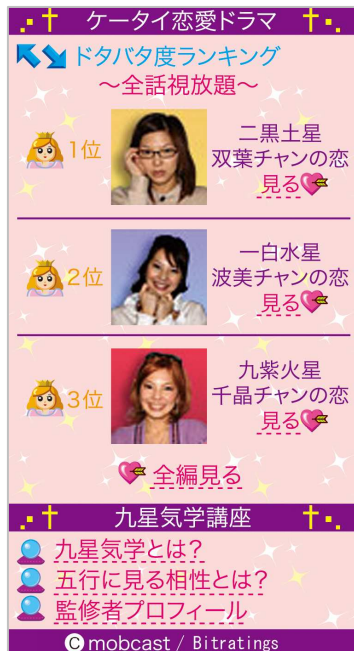 ケータイ恋愛ドラマ
ドタバタ度ランキング
～全話視放題～
1位
二黒土星
双葉チャンの恋
見る
2位
一白水星
波美チャンの恋
見る
3位
九紫火星
千晶チャンの恋
見る
全編見る
九星気学講座
九星気学とは?
五行に見る相性とは?
監修者プロフィール
©mobcast / Bitratings